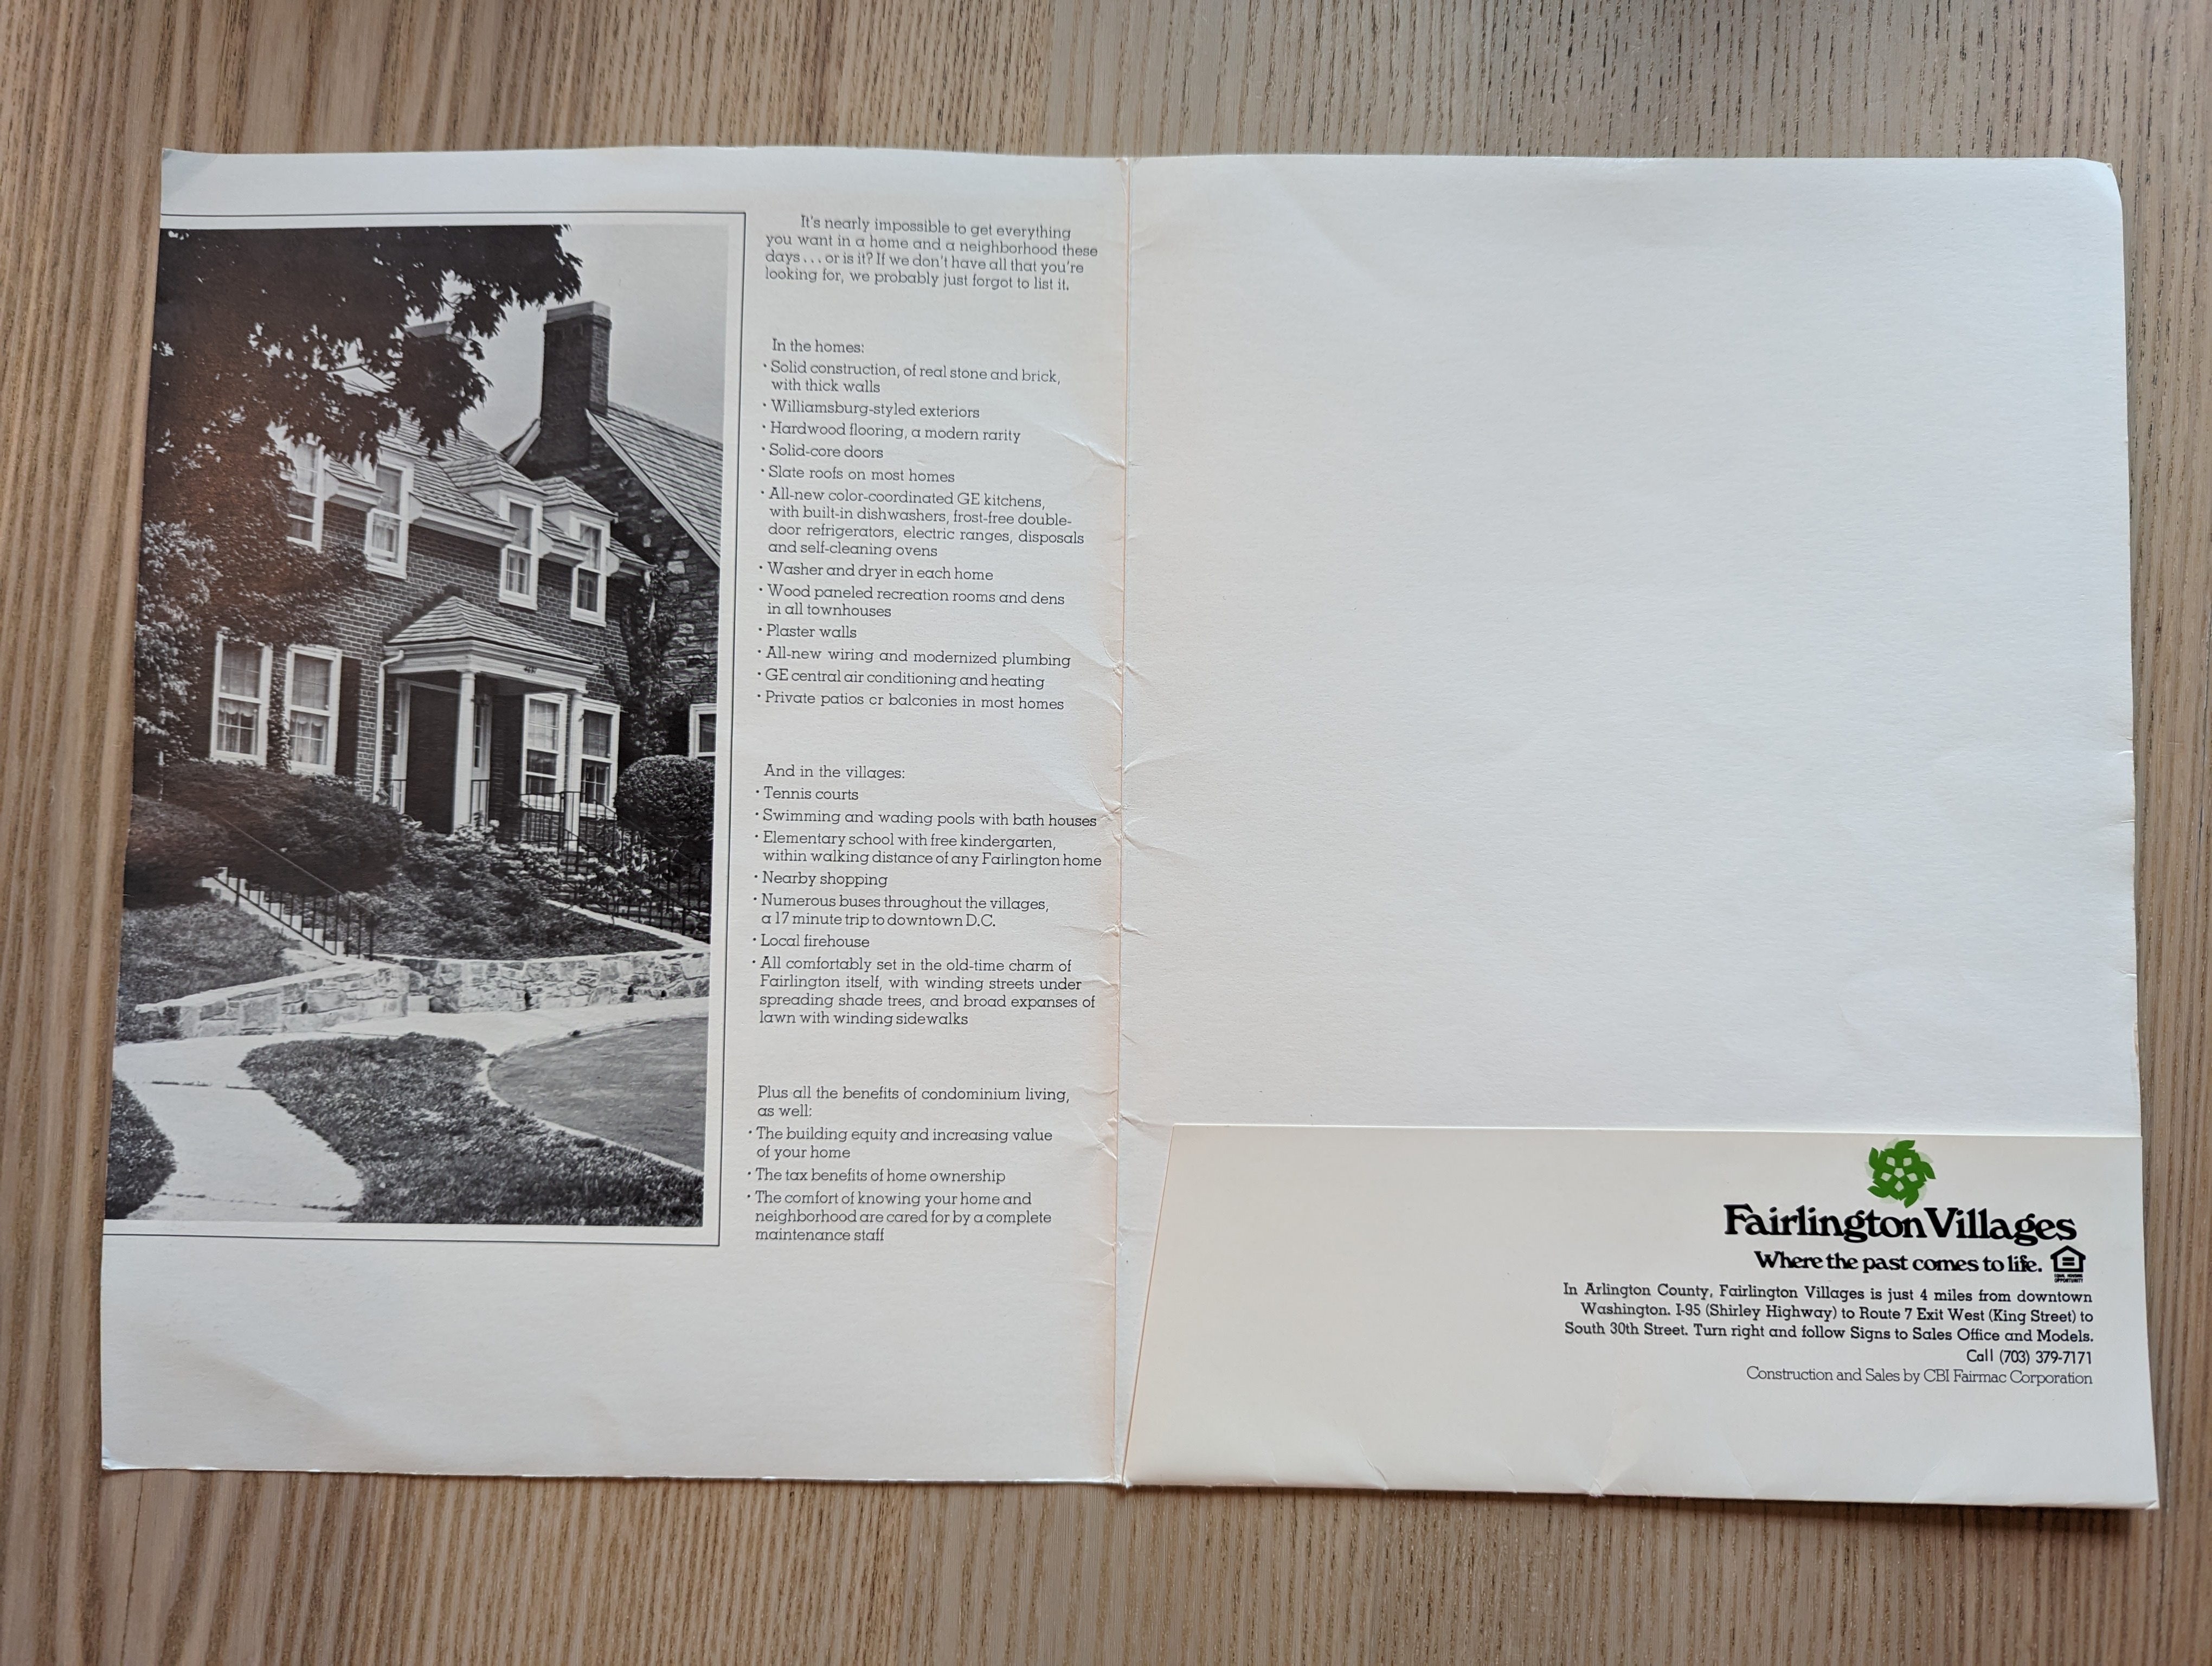 It's nearly impossible to get everything
you want in a home and a neighborhood these
days...or is it? If we don't have all that you're
looking for, we probably just forgot to list it.
In the homes:
· Solid construction, of real stone and brick,
with thick walls
· Williamsburg-styled exteriors
· Hardwood flooring, a modern rarity
· Solid-core doors
· Slate roofs on most homes
· All-new color-coordinated GE kitchens,
with built-in dishwashers, frost-free double-
door refrigerators, electric ranges, disposals
and self-cleaning ovens
· Washer and dryer in each home
· Wood paneled recreation rooms and dens
in all townhouses
· Plaster walls
· All-new wiring and modernized plumbing
· GE central air conditioning and heating
· Private patios or balconies in most homes
And in the villages:
· Tennis courts
· Swimming and wading pools with bath houses
· Elementary school with free kindergarten,
within walking distance of any Fairlington home
· Nearby shopping
· Numerous buses throughout the villages,
a 17 minute trip to downtown D.C.
· Local firehouse
· All comfortably set in the old-time charm of
Fairlington itself, with winding streets under
spreading shade trees, and broad expanses of
lawn with winding sidewalks
Plus all the benefits of condominium living,
as well:
· The building equity and increasing value
of your home
· The tax benefits of home ownership
· The comfort of knowing your home and
neighborhood are cared for by a complete
maintenance staff
Fairlington Villages
Where the past comes to life.
EQUAL HOUSING
OPPORTUNITY
In Arlington County, Fairlington Villages is just 4 miles from downtown
Washington. I-95 (Shirley Highway) to Route 7 Exit West (King Street) to
South 30th Street. Turn right and follow Signs to Sales Office and Models.
Call (703) 379-7171
Construction and Sales by CBI Fairmac Corporation